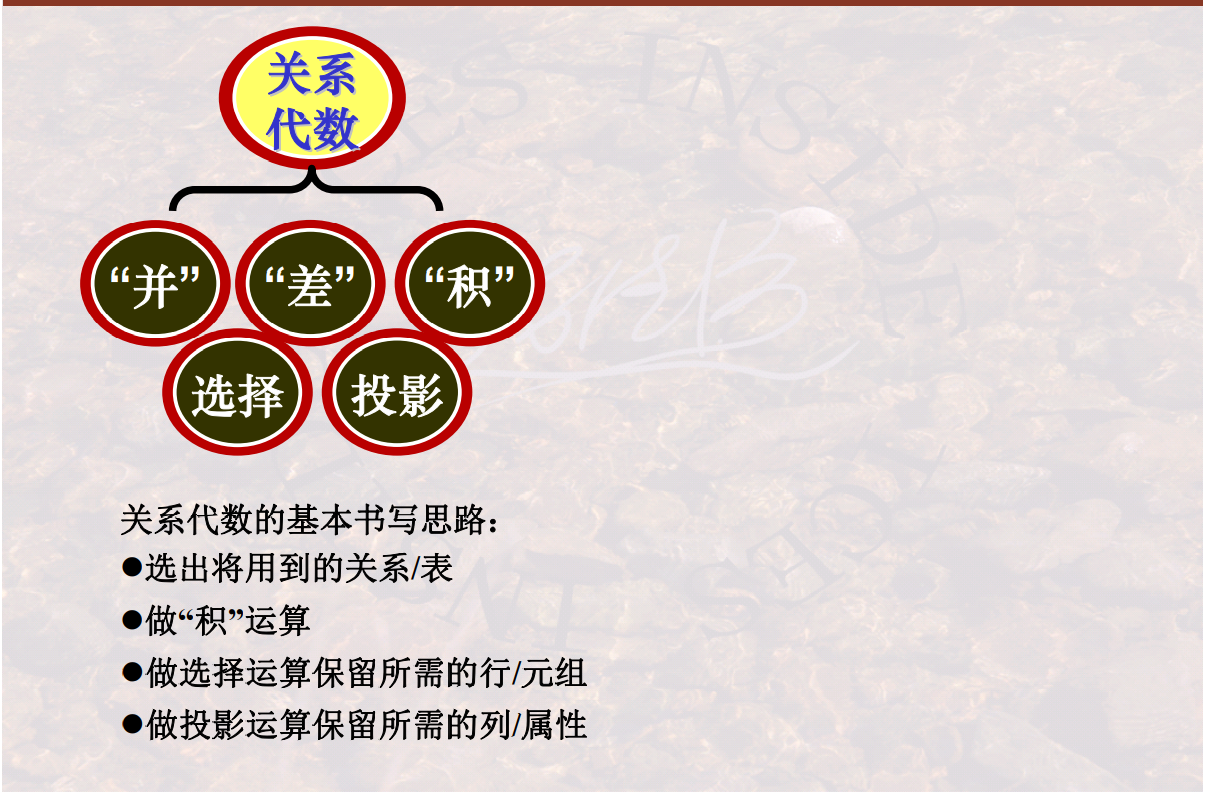 关系
代数
“并”
“差”
“积”
选择
投影
关系代数的基本书写思路：
●选出将用到的关系/表
●做“积”运算
●做选择运算保留所需的行/元组
●做投影运算保留所需的列/属性